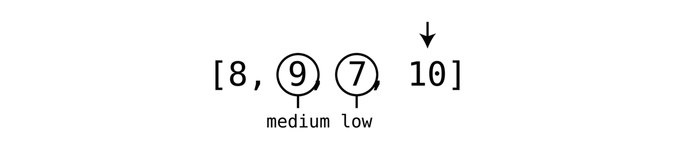 [8, 9, 7, 10]
medium low